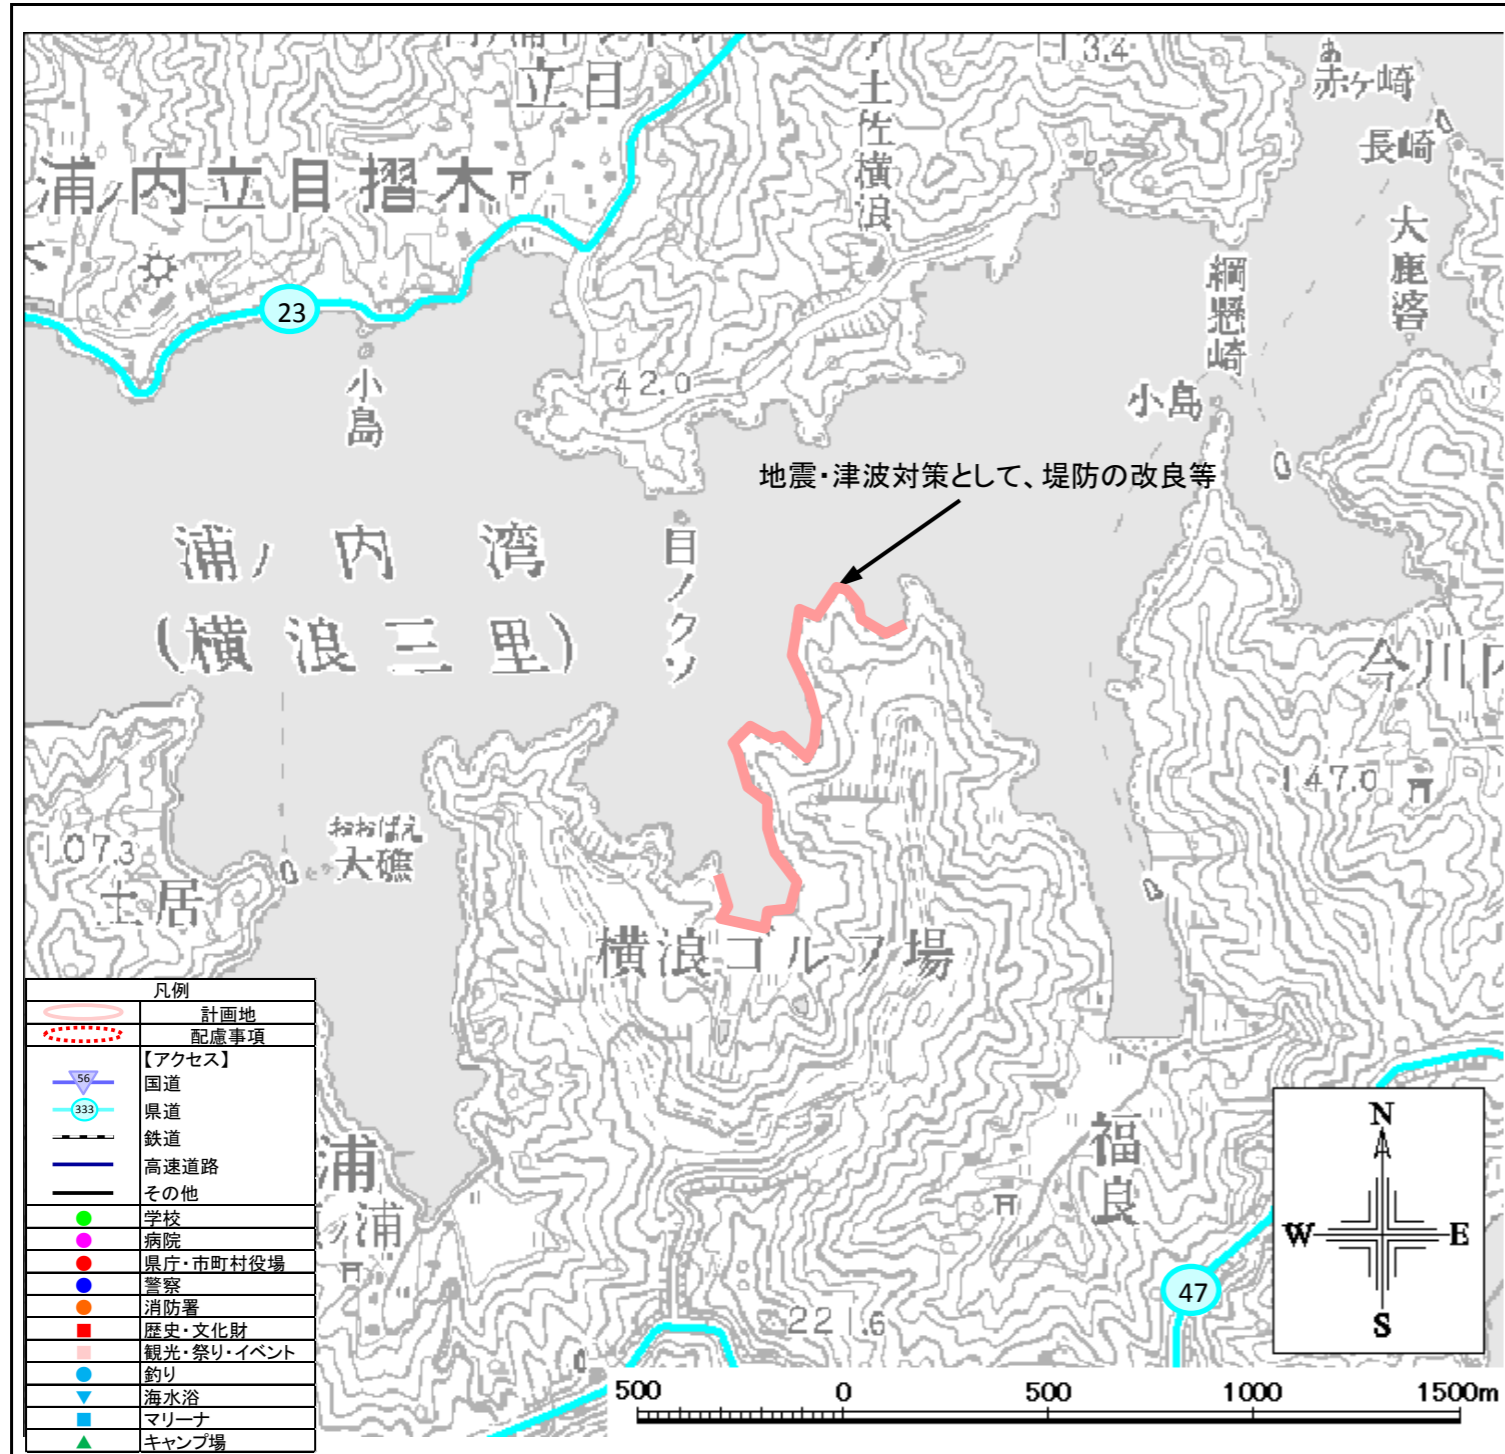 立目
113.4
あ
赤ヶ崎
長崎
土佐横浪
浦ノ内立目摺木
大鹿砦
綱懸崎
23
小島
42.0
小島
地震・津波対策として、堤防の改良等
浦ノ内湾
(横浪三里)
目ノクソ
今川内
147.0
107.3
おおばえ
大礁
土居
横浪ゴルフ場
福良
浦
ノ浦
221.6
47
凡例
計画地
配慮事項
【アクセス】
56
国道
333
県道
鉄道
高速道路
その他
学校
病院
県庁・市町村役場
警察
消防署
歴史・文化財
観光・祭り・イベント
釣り
海水浴
マリーナ
キャンプ場
N
W
E
S
500 0 500 1000 1500m